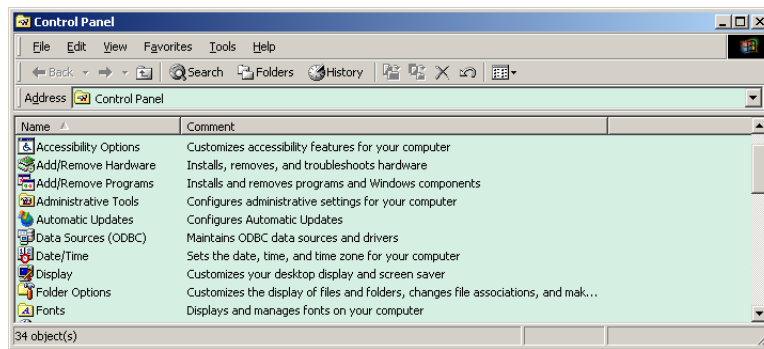 Control Panel
File Edit View Favorites Tools Help
Back Search Folders History
Address Control Panel
Name Comment
Accessibility Options Customizes accessibility features for your computer
Add/Remove Hardware Installs, removes, and troubleshoots hardware
Add/Remove Programs Installs and removes programs and Windows components
Administrative Tools Configures administrative settings for your computer
Automatic Updates Configures Automatic Updates
Data Sources (ODBC) Maintains ODBC data sources and drivers
Date/Time Sets the date, time, and time zone for your computer
Display Customizes your desktop display and screen saver
Folder Options Customizes the display of files and folders, changes file associations, and mak...
Fonts Displays and manages fonts on your computer
34 object(s)